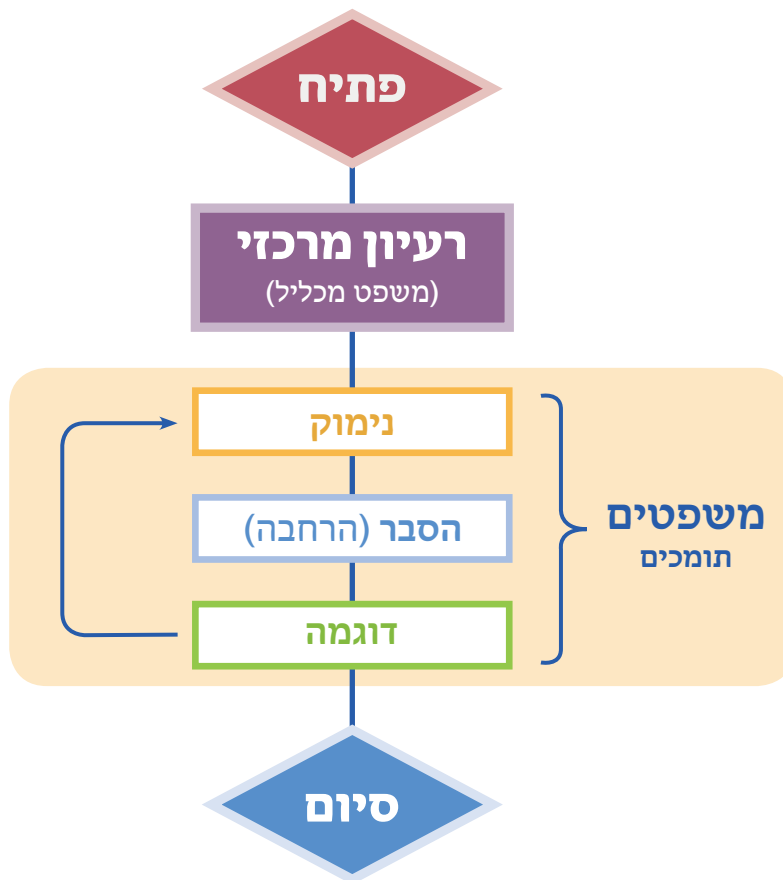 פתיח
רעיון מרכזי
(משפט מכליל)
נימוק
הסבר (הרחבה)
דוגמה
משפטים
תומכים
סיום